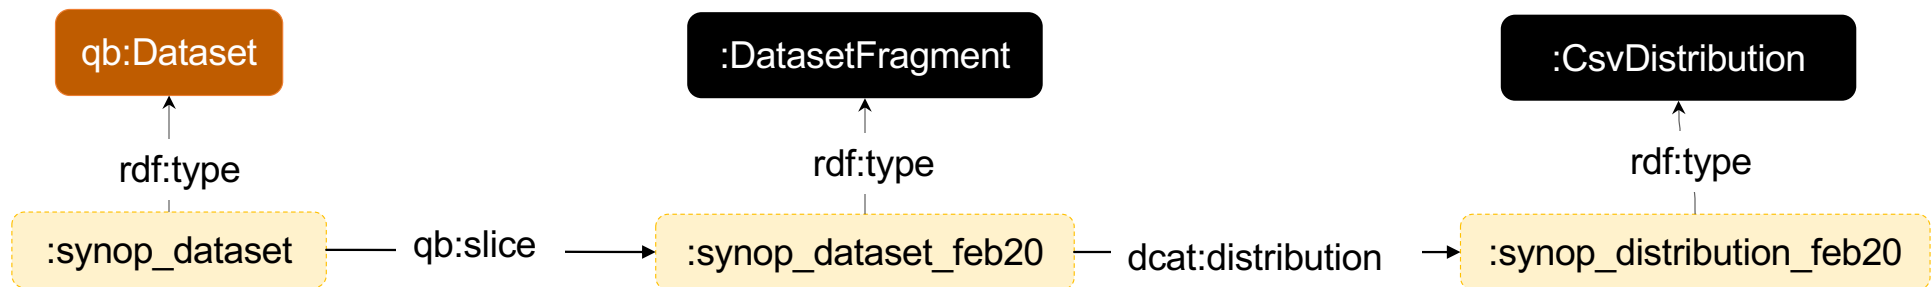 qb:Dataset
:DatasetFragment
:CsvDistribution
rdf:type
rdf:type
rdf:type
:synop_dataset
qb:slice
:synop_dataset_feb20
dcat:distribution
:synop_distribution_feb20